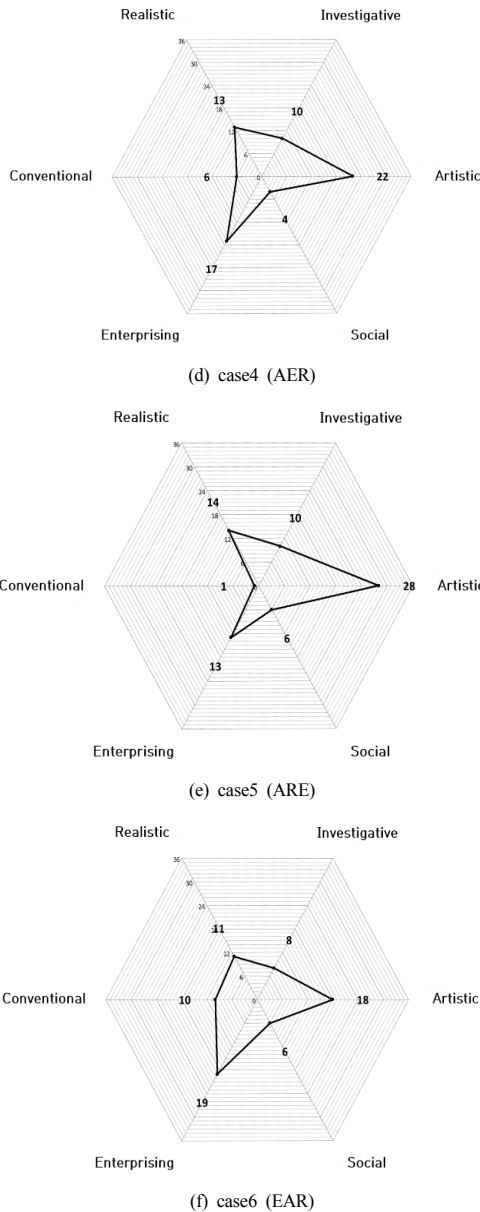 Realistic Investigative
36
30
24
13
18
10
12
6
Conventional 6 0 22 Artistic
4
17
Enterprising Social
(d) case4 (AER)
Realistic Investigative
36
30
24
14
18
10
12
6
Conventional 1 0 28 Artistic
6
13
Enterprising Social
(e) case5 (ARE)
Realistic Investigative
36
30
24
11
8
12
6
Conventional 10 0 18 Artistic
6
19
Enterprising Social
(f) case6 (EAR)